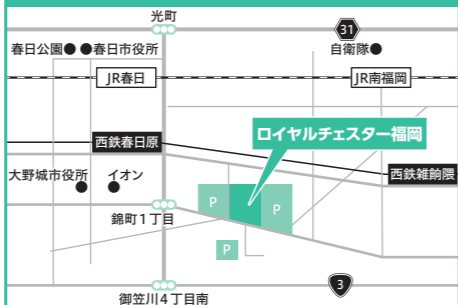 光町
31
春日公園
春日市役所
自衛隊
JR春日
JR南福岡
ロイヤルチェスター福岡
西鉄春日原
西鉄雑餉隈
大野城市役所
イオン
P
P
錦町1丁目
P
御笠川4丁目南
3